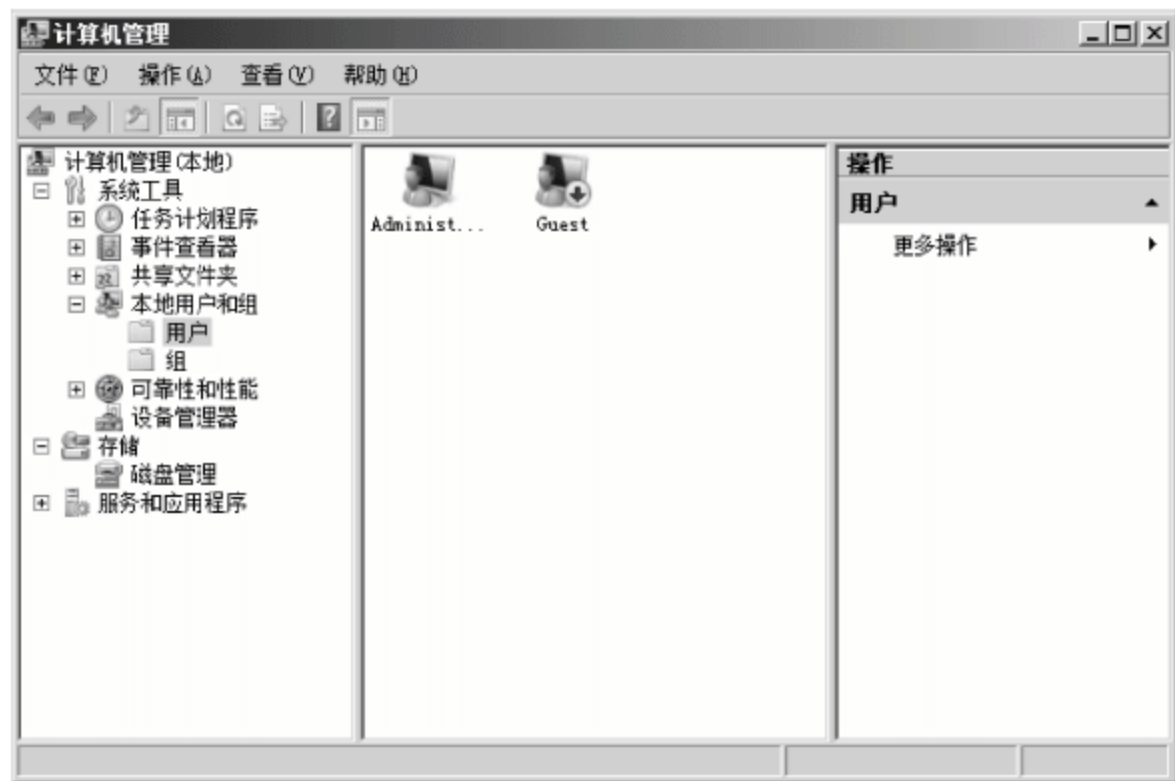 计算机管理
文件(F) 操作(A) 查看(V) 帮助(H)
计算机管理(本地)
系统工具
任务计划程序
事件查看器
共享文件夹
本地用户和组
用户
组
可靠性和性能
设备管理器
存储
磁盘管理
服务和应用程序
Administ...
Guest
操作
用户
更多操作